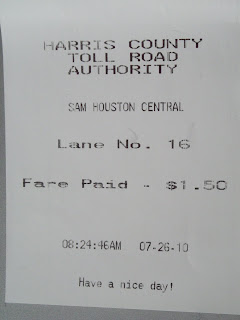 HARRIS COUNTY
TOLL ROAD
AUTHORITY
SAM HOUSTON CENTRAL
Lane No. 16
Fare Paid - $1.50
08:24:46AM 07-26-10
Have a nice day!